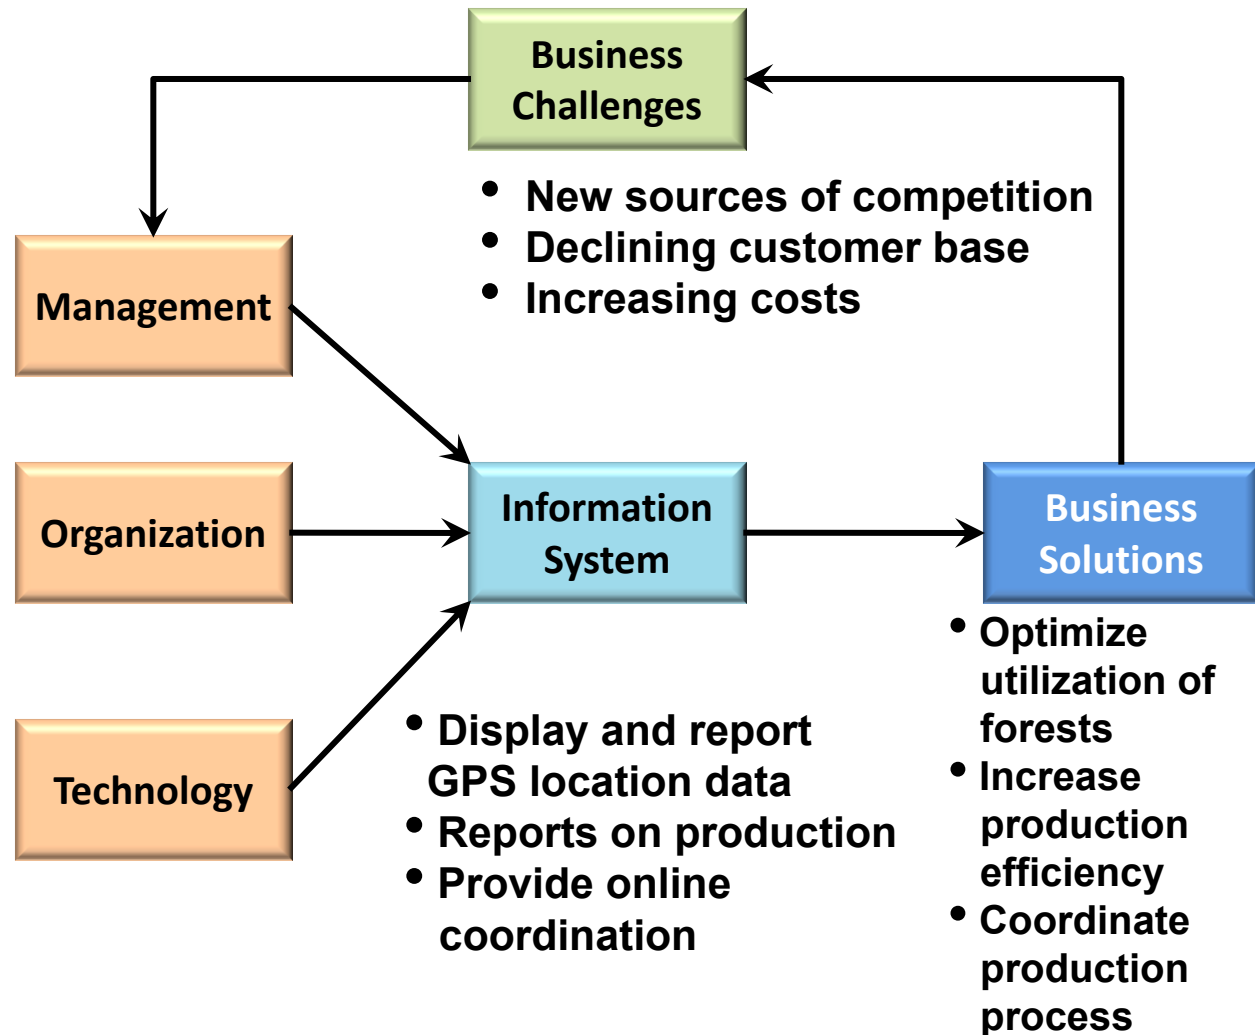 Business
Challenges
• New sources of competition
• Declining customer base
• Increasing costs
Management
Organization
Information
System
Business
Solutions
Technology
• Display and report
GPS location data
• Reports on production
• Provide online
coordination
• Optimize
utilization of
forests
• Increase
production
efficiency
• Coordinate
production
process